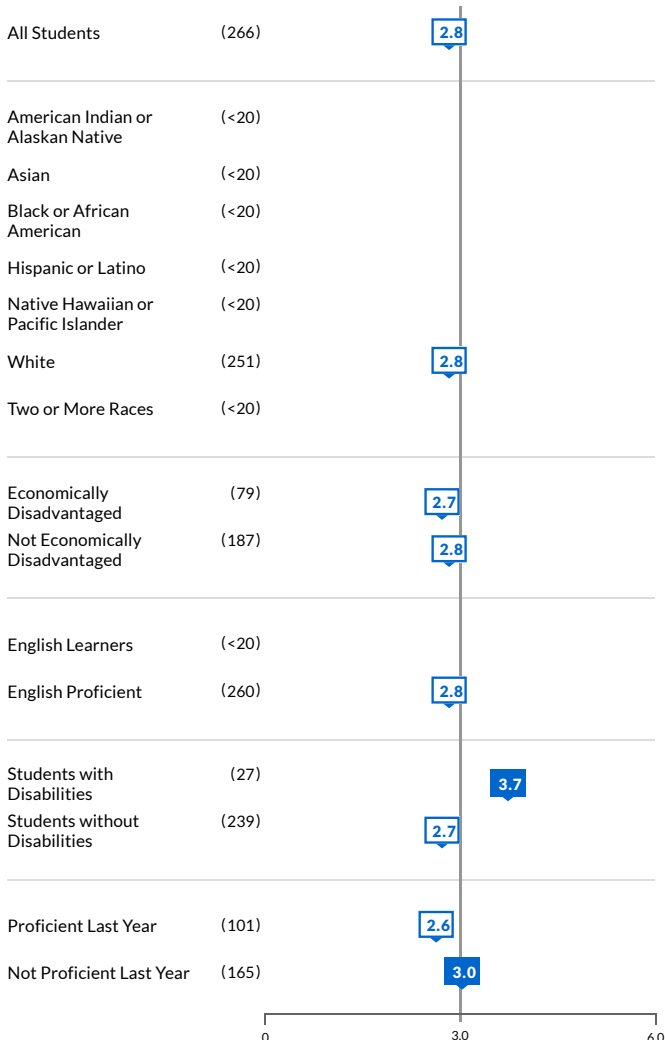 All Students (266) 2.8
American Indian or (<20)
Alaskan Native
Asian (<20)
Black or African (<20)
American
Hispanic or Latino (<20)
Native Hawaiian or (<20)
Pacific Islander
White (251) 2.8
Two or More Races (<20)
Economically (79) 2.7
Disadvantaged
Not Economically (187) 2.8
Disadvantaged
English Learners (<20)
English Proficient (260) 2.8
Students with (27) 3.7
Disabilities
Students without (239) 2.7
Disabilities
Proficient Last Year (101) 2.6
Not Proficient Last Year (165) 3.0
0 3.0 6.0